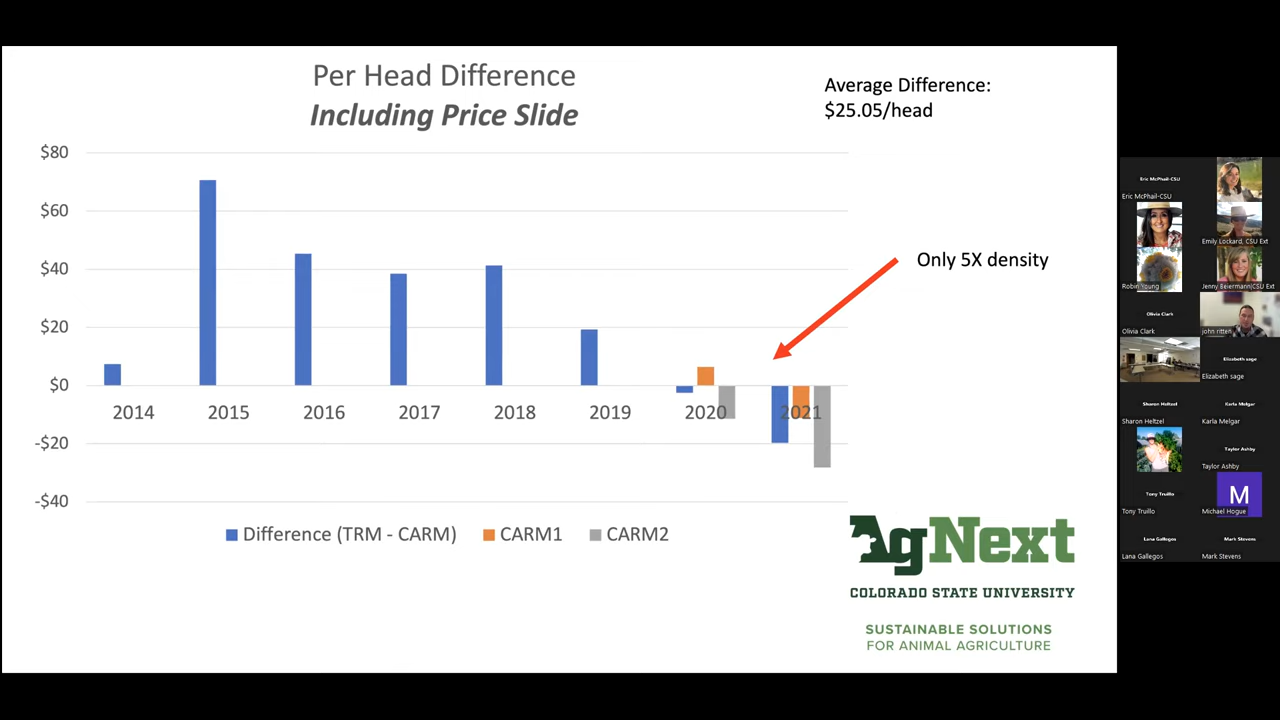 Per Head Difference
Including Price Slide
Average Difference:
$25.05/head
$80
$60
$40
$20
$0
-$20
-$40
2014
2015
2016
2017
2018
2019
2020
2021
Only 5X density
Difference (TRM - CARM)
CARM1
CARM2
AgNext
COLORADO STATE UNIVERSITY
SUSTAINABLE SOLUTIONS
FOR ANIMAL AGRICULTURE
Eric McPhail-CSU
Eric McPhail-CSU
Emily Lockard, CSU Ext
Robin Young
Jenny Beiermann|CSU Ext
Olivia Clark
Olivia Clark
john ritten
Elizabeth sage
Elizabeth sage
Sharon Heltzel
Karla Melgar
Sharon Heltzel
Karla Melgar
Taylor Ashby
Taylor Ashby
Tony Truillo
M
Tony Truillo
Michael Hogue
Lana Gallegos
Mark Stevens
Lana Gallegos
Mark Stevens